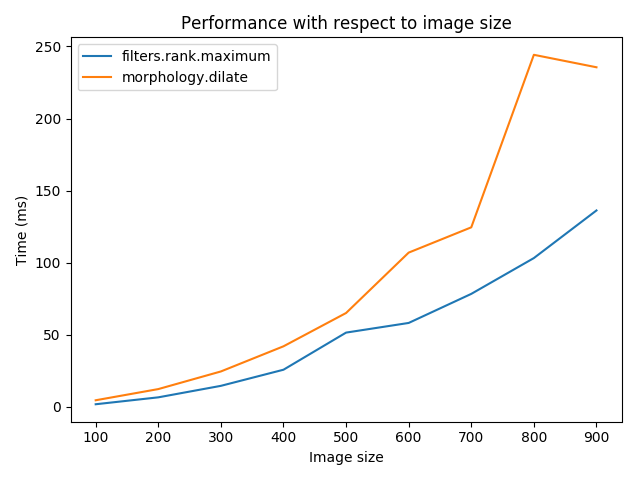 Performance with respect to image size
filters.rank.maximum
morphology.dilate
250
200
150
100
50
0
Time (ms)
100 200 300 400 500 600 700 800 900
Image size